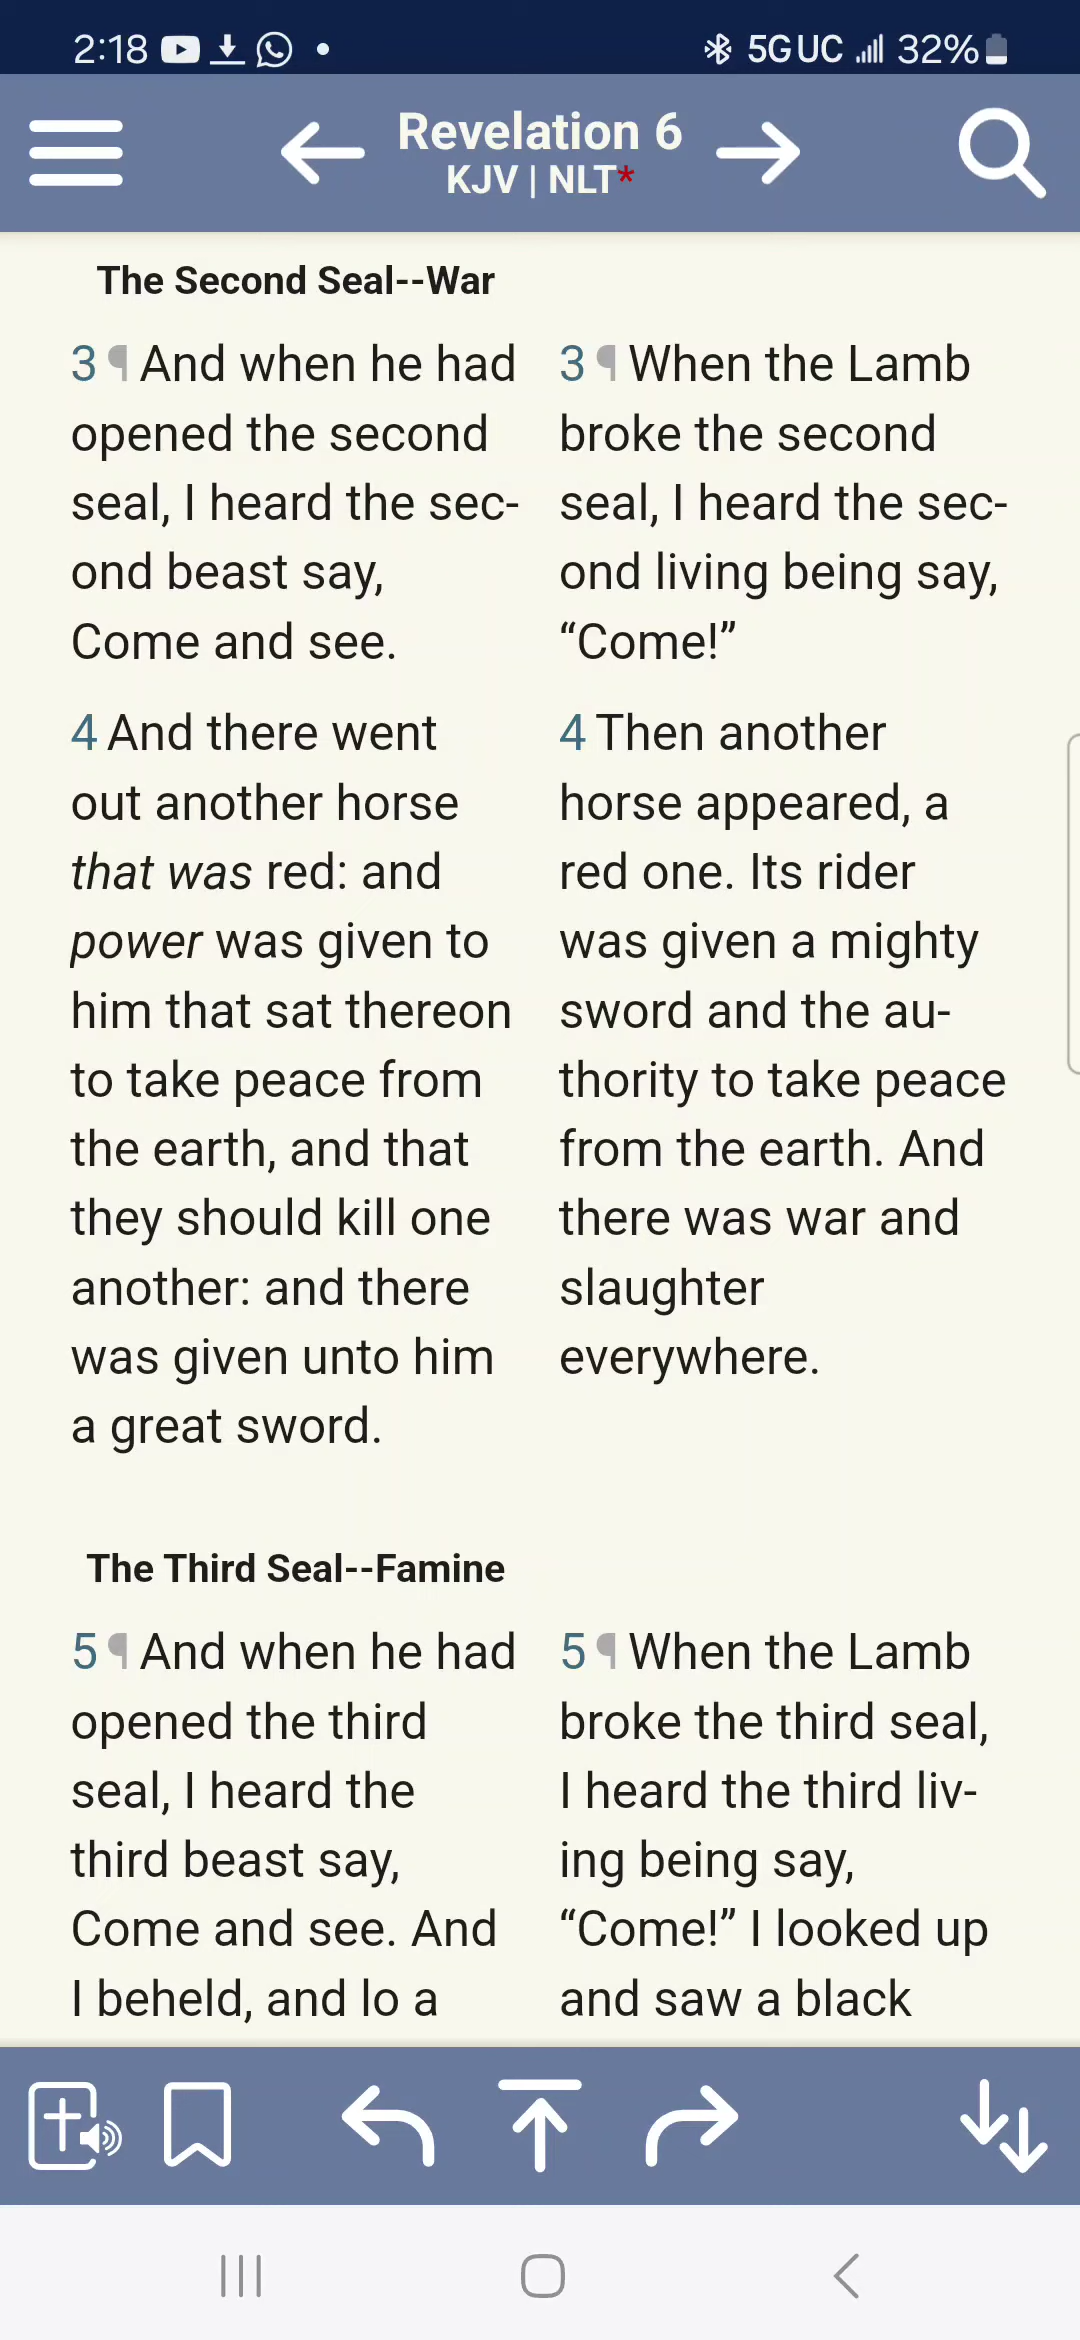 2:18
5G UC 32%
Revelation 6
KJV | NLT*
The Second Seal--War
3 ¶ And when he had
opened the second
seal, I heard the sec-
ond beast say,
Come and see.
4 And there went
out another horse
that was red: and
power was given to
him that sat thereon
to take peace from
the earth, and that
they should kill one
another: and there
was given unto him
a great sword.
3 ¶ When the Lamb
broke the second
seal, I heard the sec-
ond living being say,
“Come!”
4 Then another
horse appeared, a
red one. Its rider
was given a mighty
sword and the au-
thority to take peace
from the earth. And
there was war and
slaughter
everywhere.
The Third Seal--Famine
5 ¶ And when he had
opened the third
seal, I heard the
third beast say,
Come and see. And
I beheld, and lo a
5 ¶ When the Lamb
broke the third seal,
I heard the third liv-
ing being say,
“Come!” I looked up
and saw a black